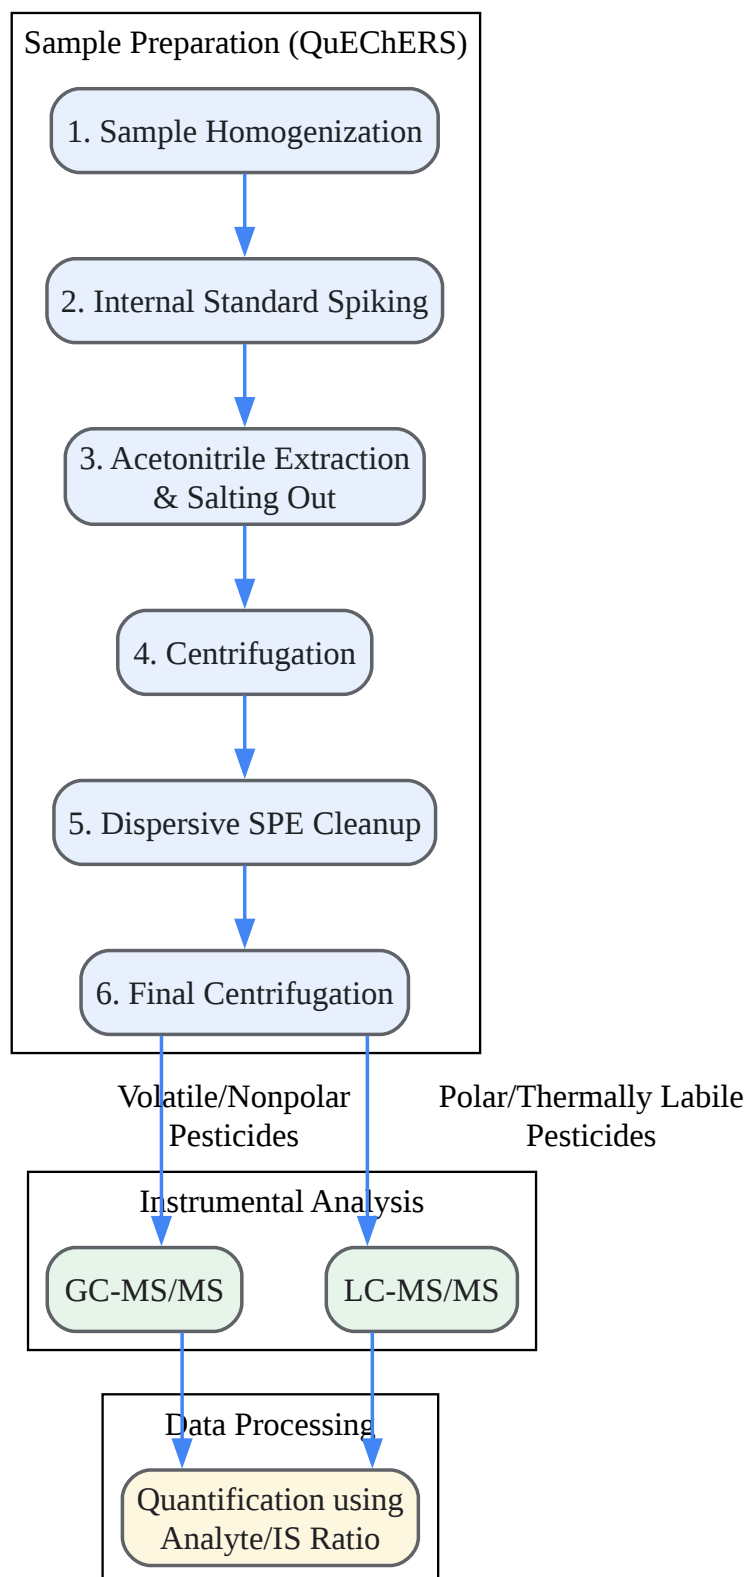 Sample Preparation (QuEChERS)
1. Sample Homogenization
2. Internal Standard Spiking
3. Acetonitrile Extraction
& Salting Out
4. Centrifugation
5. Dispersive SPE Cleanup
6. Final Centrifugation
Volatile/Nonpolar
Pesticides
Polar/Thermally Labile
Pesticides
Instrumental Analysis
GC-MS/MS
LC-MS/MS
Data Processing
Quantification using
Analyte/IS Ratio